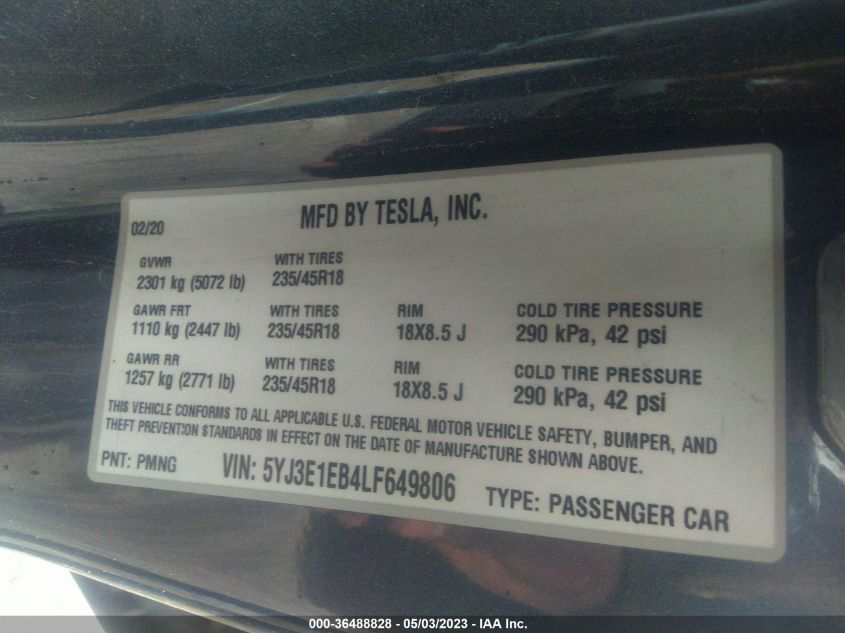 02/20
MFD BY TESLA, INC.
GVWR
2301 kg (5072 lb)
WITH TIRES
235/45R18
GAWR FRT
1110 kg (2447 lb)
WITH TIRES
235/45R18
RIM
18X8.5 J
COLD TIRE PRESSURE
290 kPa, 42 psi
GAWR RR
1257 kg (2771 lb)
WITH TIRES
235/45R18
RIM
18X8.5 J
COLD TIRE PRESSURE
290 kPa, 42 psi
THIS VEHICLE CONFORMS TO ALL APPLICABLE U.S. FEDERAL MOTOR VEHICLE SAFETY, BUMPER, AND
THEFT PREVENTION STANDARDS IN EFFECT ON THE DATE OF MANUFACTURE SHOWN ABOVE.
PNT: PMNG
VIN: 5YJ3E1EB4LF649806
TYPE: PASSENGER CAR
000-36488828 - 05/03/2023 - IAA Inc.